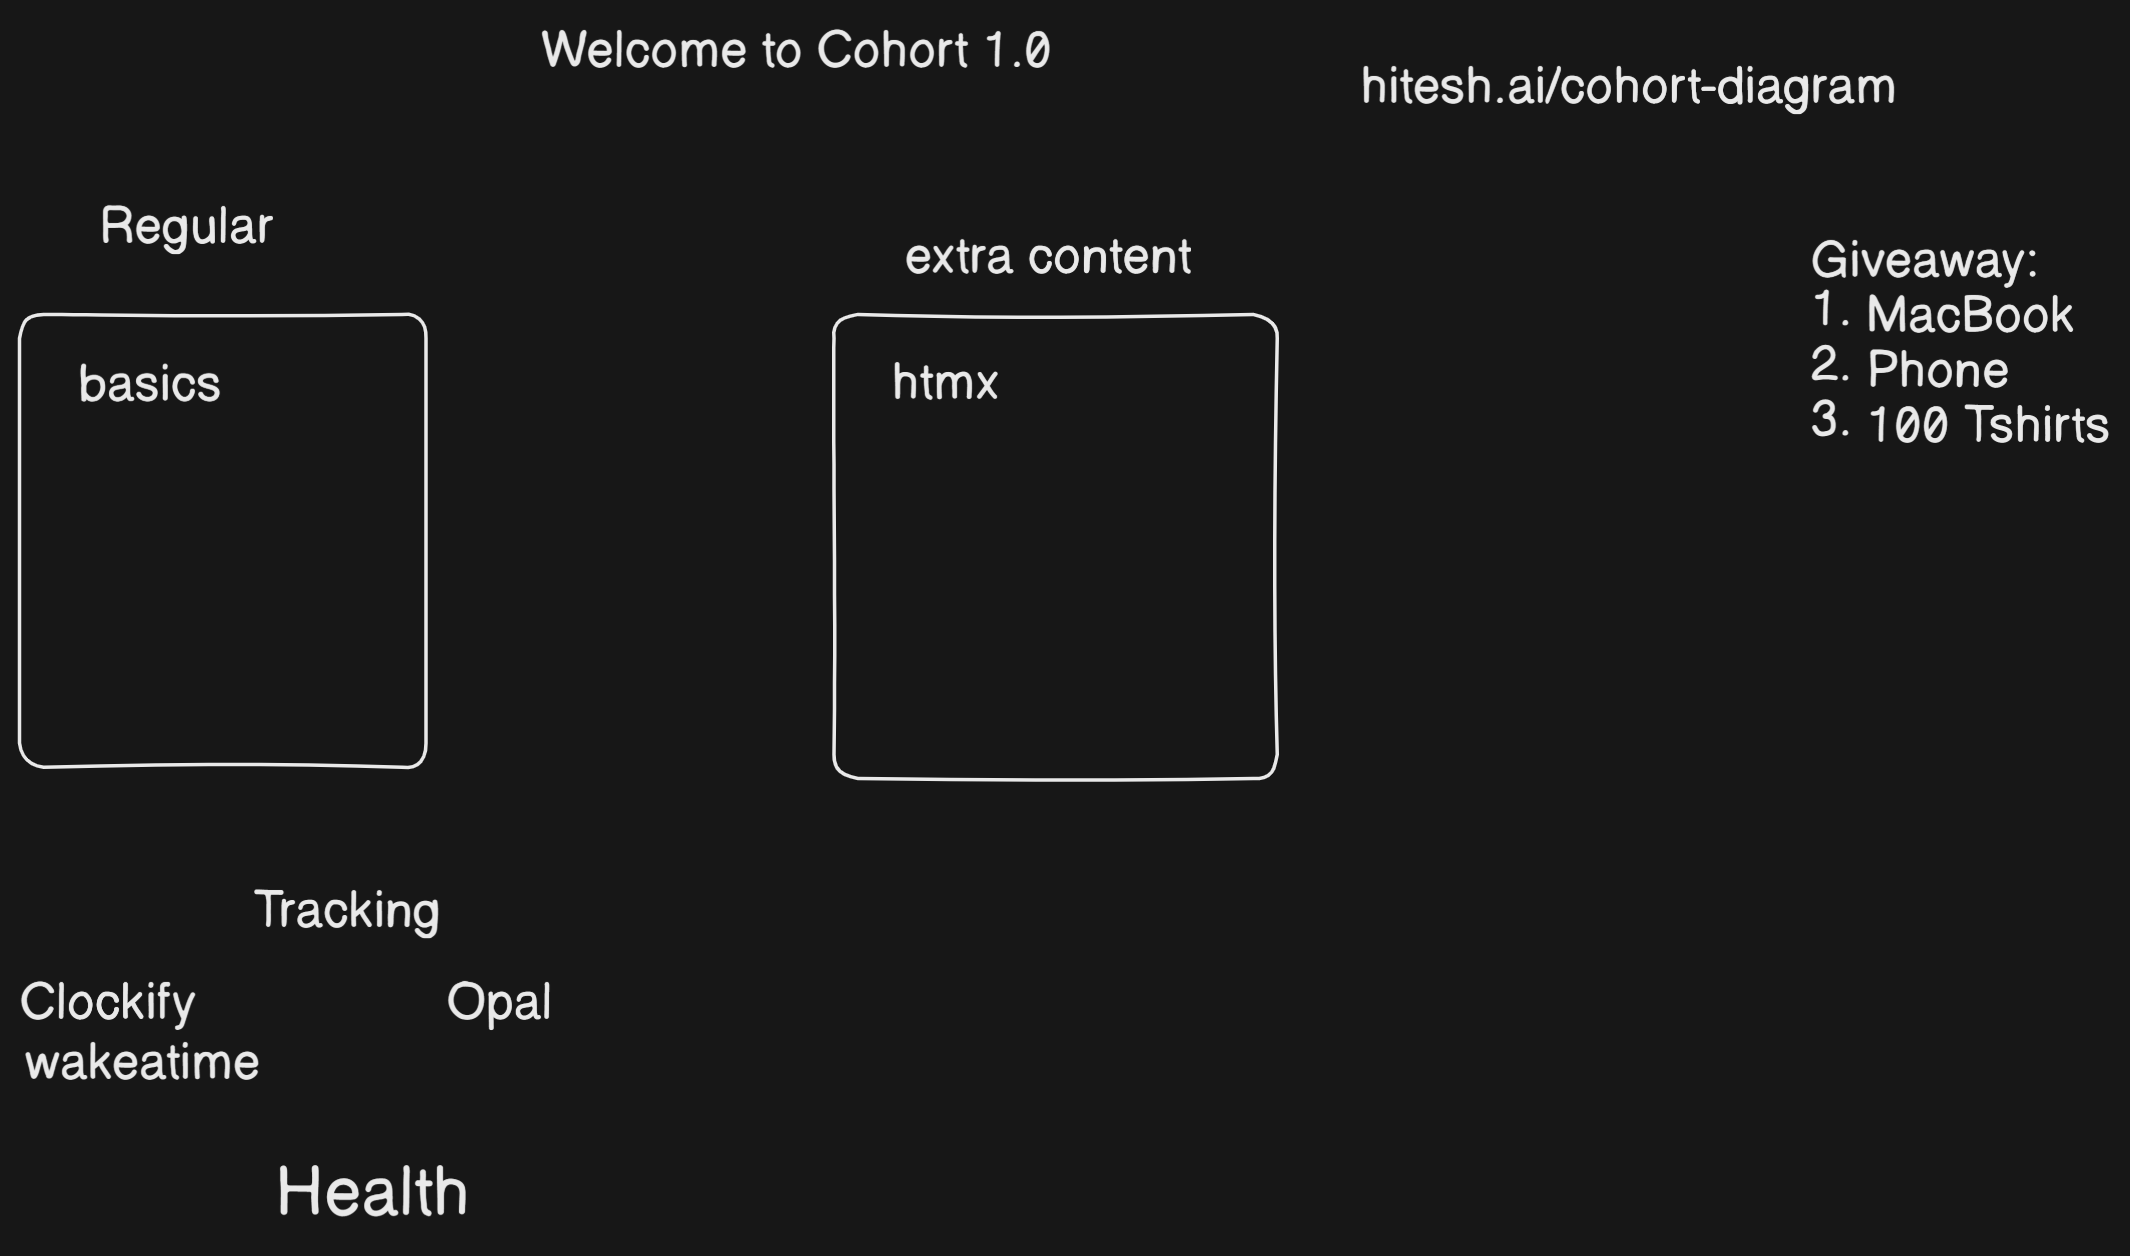 Welcome to Cohort 1.0
hitesh.ai/cohort-diagram
Regular
extra content
basics
htmx
Giveaway:
1. MacBook
2. Phone
3. 100 Tshirts
Tracking
Clockify
Opal
wakeatime
Health